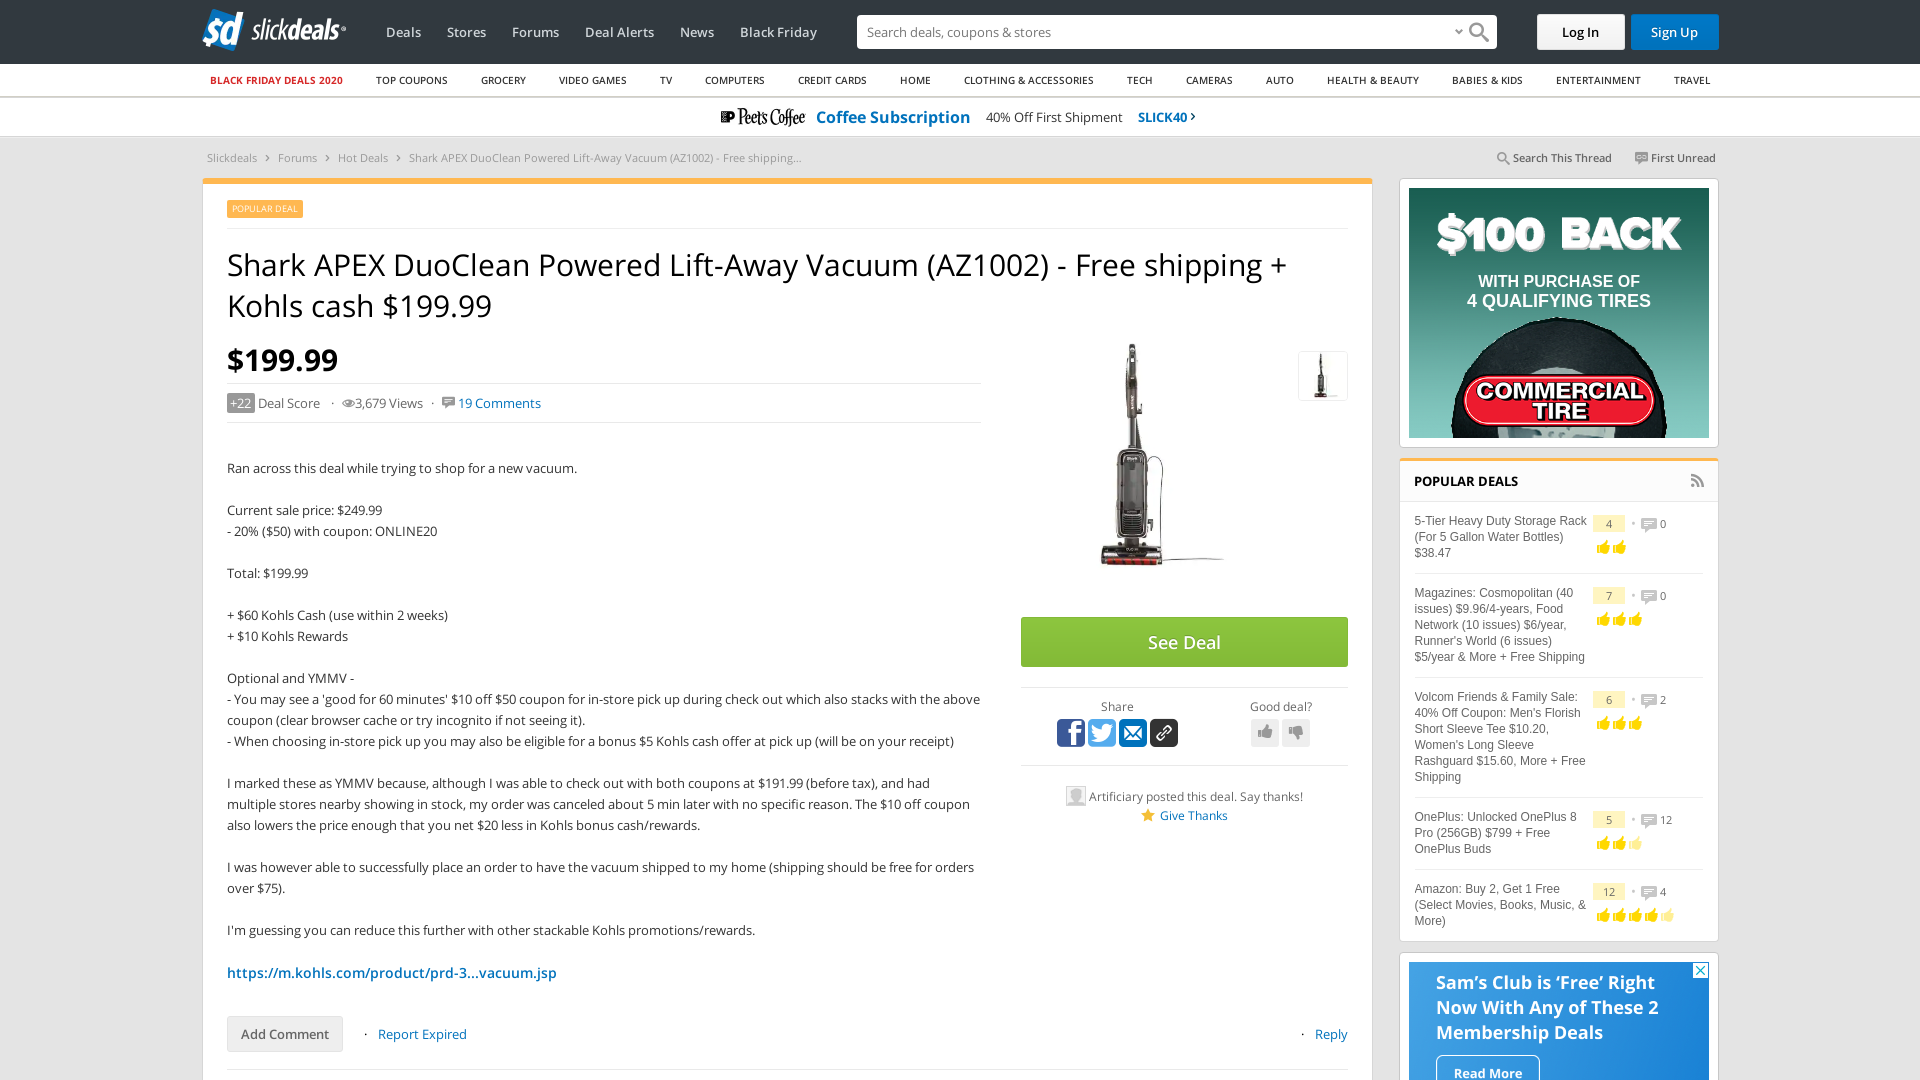 sd slickdeals
Deals
Stores
Forums
Deal Alerts
News
Black Friday
Search deals, coupons & stores
Log In
Sign Up
BLACK FRIDAY DEALS 2020
TOP COUPONS
GROCERY
VIDEO GAMES
TV
COMPUTERS
CREDIT CARDS
HOME
CLOTHING & ACCESSORIES
TECH
CAMERAS
AUTO
HEALTH & BEAUTY
BABIES & KIDS
ENTERTAINMENT
TRAVEL
Peet's Coffee Coffee Subscription 40% Off First Shipment SLICK40
Slickdeals › Forums › Hot Deals › Shark APEX DuoClean Powered Lift-Away Vacuum (AZ1002) - Free shipping...
Search This Thread
First Unread
POPULAR DEAL
Shark APEX DuoClean Powered Lift-Away Vacuum (AZ1002) - Free shipping +
Kohls cash $199.99
$199.99
+22 Deal Score · 3,679 Views · 19 Comments
Ran across this deal while trying to shop for a new vacuum.
Current sale price: $249.99
- 20% ($50) with coupon: ONLINE20
Total: $199.99
+ $60 Kohls Cash (use within 2 weeks)
+ $10 Kohls Rewards
Optional and YMMV -
- You may see a 'good for 60 minutes' $10 off $50 coupon for in-store pick up during check out which also stacks with the above
coupon (clear browser cache or try incognito if not seeing it).
- When choosing in-store pick up you may also be eligible for a bonus $5 Kohls cash offer at pick up (will be on your receipt)
I marked these as YMMV because, although I was able to check out with both coupons at $191.99 (before tax), and had
multiple stores nearby showing in stock, my order was canceled about 5 min later with no specific reason. The $10 off coupon
also lowers the price enough that you net $20 less in Kohls bonus cash/rewards.
I was however able to successfully place an order to have the vacuum shipped to my home (shipping should be free for orders
over $75).
I'm guessing you can reduce this further with other stackable Kohls promotions/rewards.
https://m.kohls.com/product/prd-3...vacuum.jsp
Add Comment
· Report Expired
· Reply
See Deal
Share
Good deal?
Artificiary posted this deal. Say thanks!
Give Thanks
$100 BACK
WITH PURCHASE OF
4 QUALIFYING TIRES
COMMERCIAL
TIRE
POPULAR DEALS
5-Tier Heavy Duty Storage Rack
(For 5 Gallon Water Bottles)
$38.47
4 • 0
Magazines: Cosmopolitan (40
issues) $9.96/4-years, Food
Network (10 issues) $6/year,
Runner's World (6 issues)
$5/year & More + Free Shipping
7 • 0
Volcom Friends & Family Sale:
40% Off Coupon: Men's Florish
Short Sleeve Tee $10.20,
Women's Long Sleeve
Rashguard $15.60, More + Free
Shipping
6 • 2
OnePlus: Unlocked OnePlus 8
Pro (256GB) $799 + Free
OnePlus Buds
5 • 12
Amazon: Buy 2, Get 1 Free
(Select Movies, Books, Music, &
More)
12 • 4
Sam's Club is ‘Free’ Right
Now With Any of These 2
Membership Deals
Read More